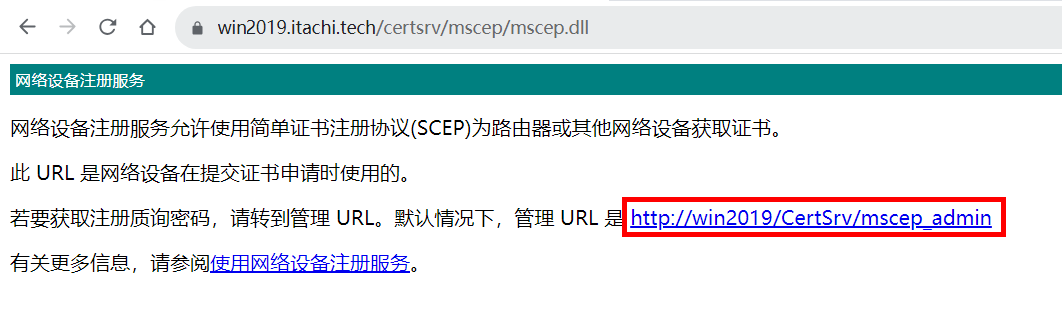 win2019.itachi.tech/certsrv/mscep/mscep.dll
网络设备注册服务
网络设备注册服务允许使用简单证书注册协议(SCEP)为路由器或其他网络设备获取证书。
此 URL 是网络设备在提交证书申请时使用的。
若要获取注册质询密码，请转到管理 URL。默认情况下，管理 URL 是 http://win2019/CertSrv/mscep_admin
有关更多信息，请参阅使用网络设备注册服务。